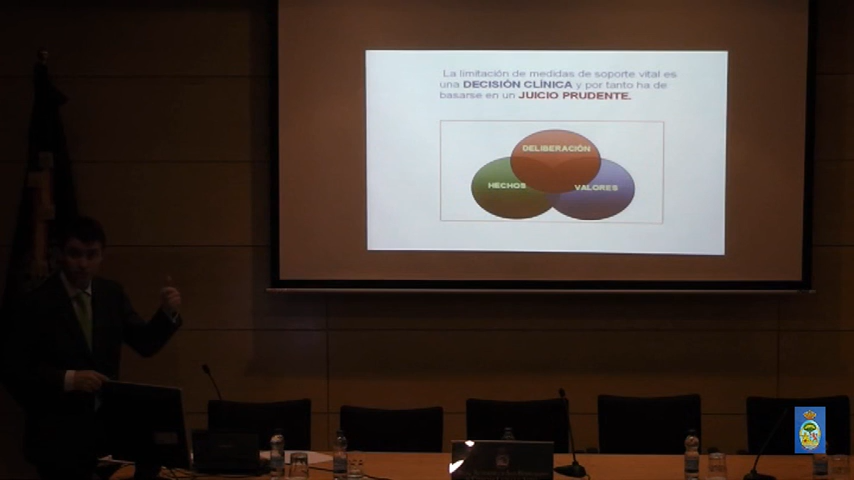 La limitación de medidas de soporte vital es
una DECISIÓN CLÍNICA y por tanto ha de
basarse en un JUICIO PRUDENTE.
DELIBERACIÓN
HECHOS
VALORES